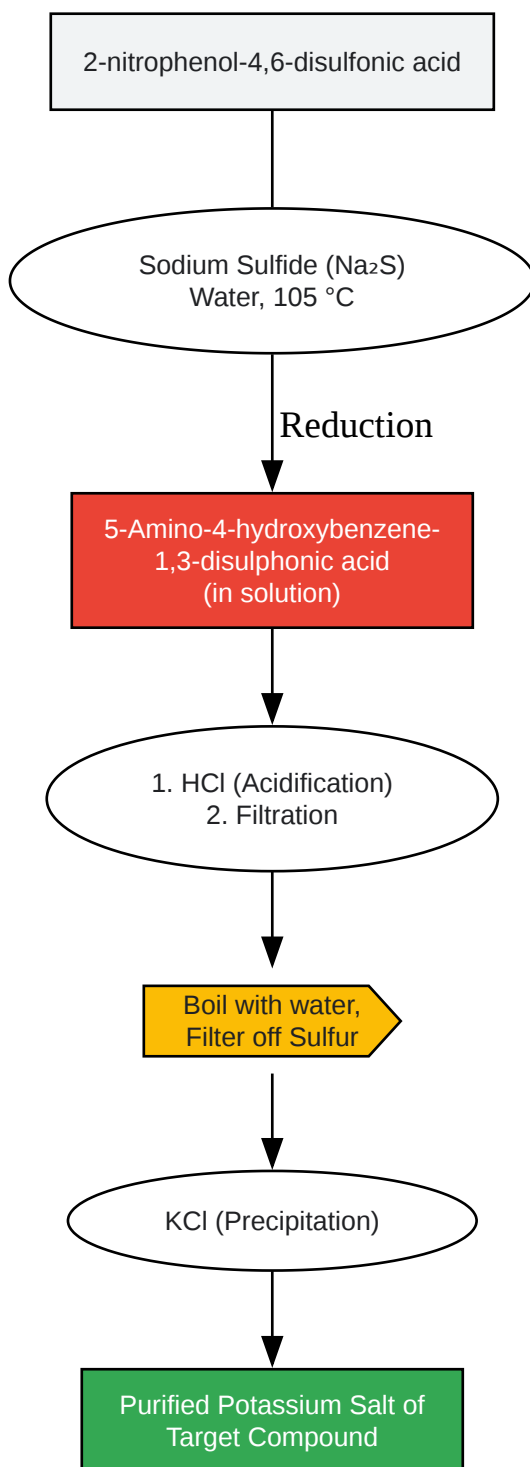 2-nitrophenol-4,6-disulfonic acid
Sodium Sulfide (Na₂S)
Water, 105 °C
Reduction
5-Amino-4-hydroxybenzene-
1,3-disulphonic acid
(in solution)
1. HCl (Acidification)
2. Filtration
Boil with water,
Filter off Sulfur
KCl (Precipitation)
Purified Potassium Salt of
Target Compound